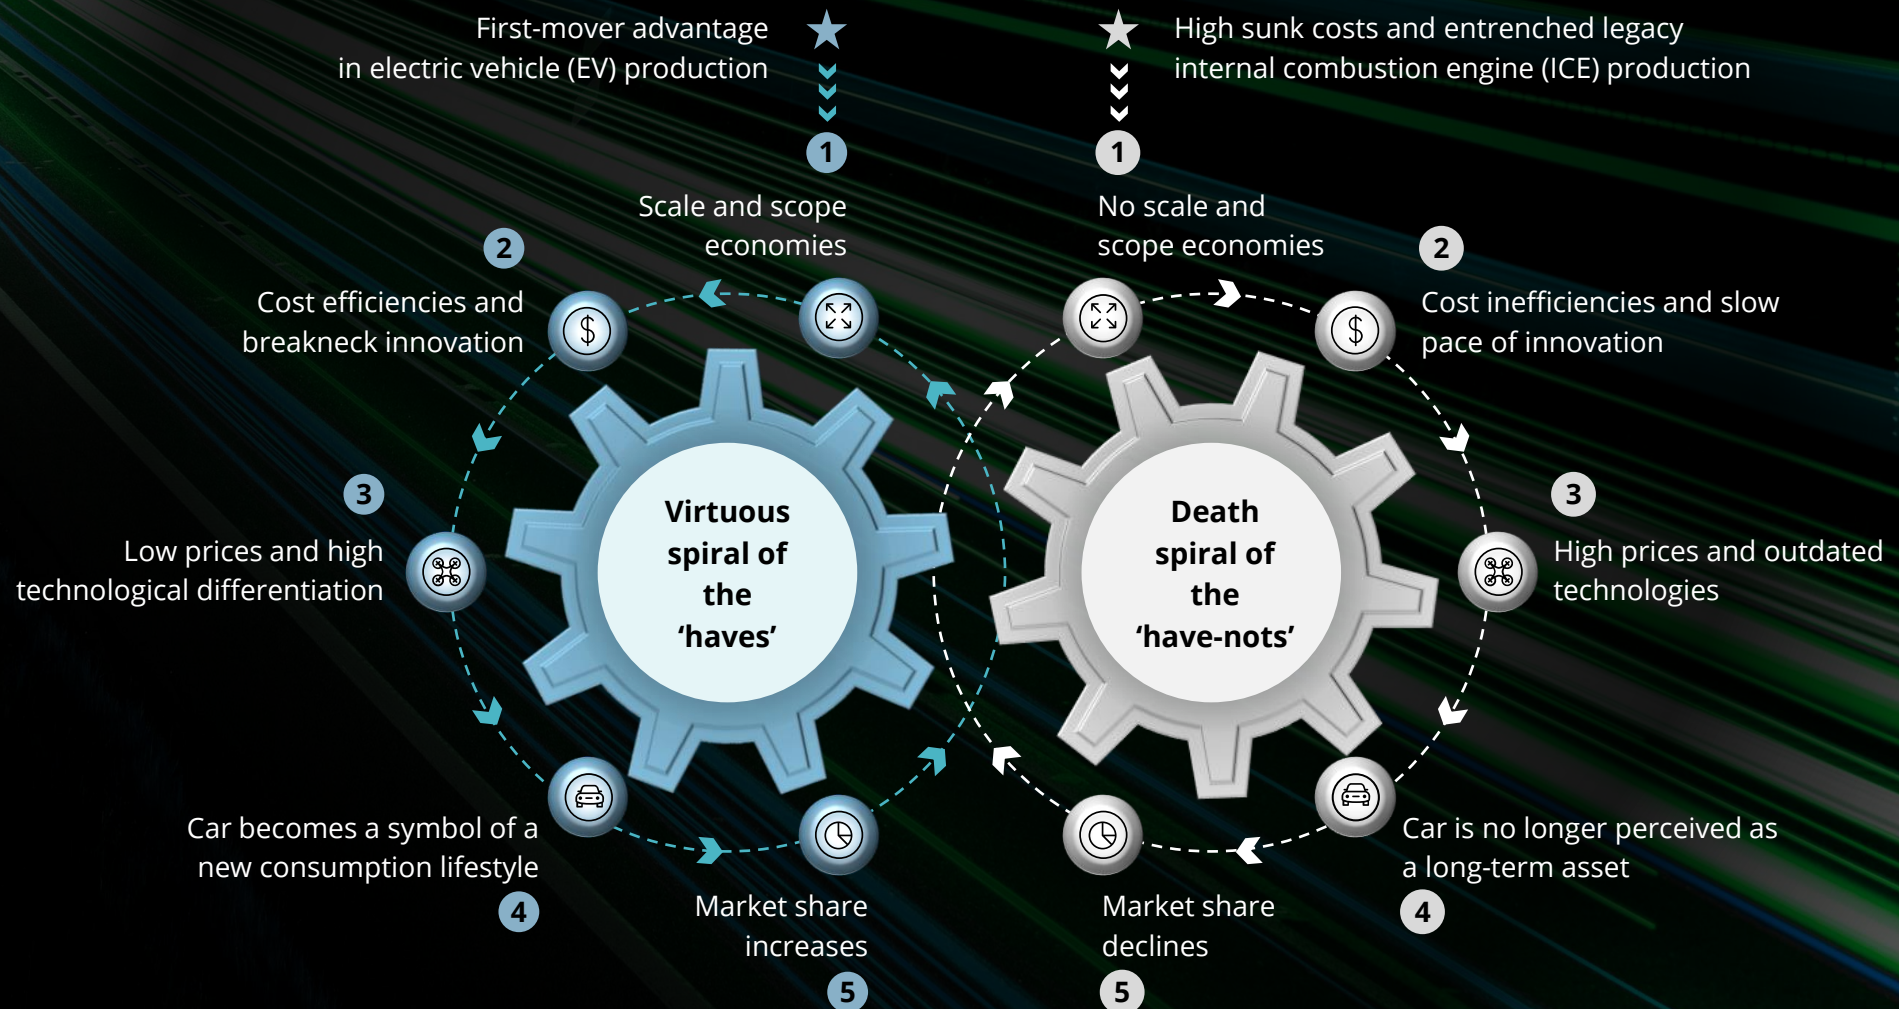 First-mover advantage
in electric vehicle (EV) production
1
Scale and scope
economies
2
Cost efficiencies and
breakneck innovation
3
Low prices and high
technological differentiation
Car becomes a symbol of a
new consumption lifestyle
4
Market share
increases
5
Virtuous
spiral of
the
‘haves’
High sunk costs and entrenched legacy
internal combustion engine (ICE) production
1
No scale and
scope economies
2
Cost inefficiencies and slow
pace of innovation
3
High prices and outdated
technologies
Car is no longer perceived as
a long-term asset
4
Market share
declines
5
Death
spiral of
the
‘have-nots’
$
$